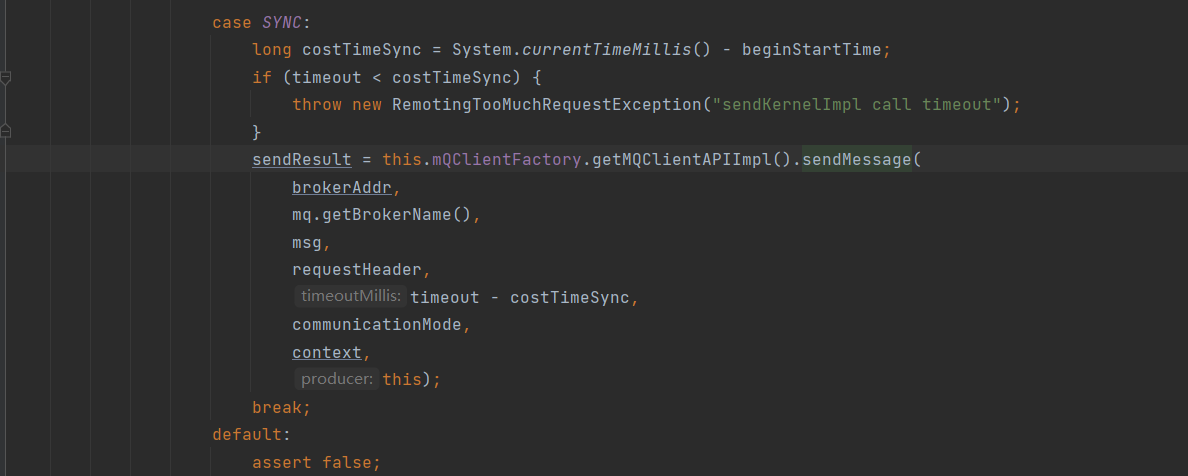 case SYNC:
long costTimeSync = System.currentTimeMillis() - beginStartTime;
if (timeout < costTimeSync) {
throw new RemotingTooMuchRequestException("sendKernelImpl call timeout");
}
sendResult = this.mQClientFactory.getMQClientAPIImpl().sendMessage(
brokerAddr,
mq.getBrokerName(),
msg,
requestHeader,
timeoutMillis: timeout - costTimeSync,
communicationMode,
context,
producer: this);
break;
default:
assert false;